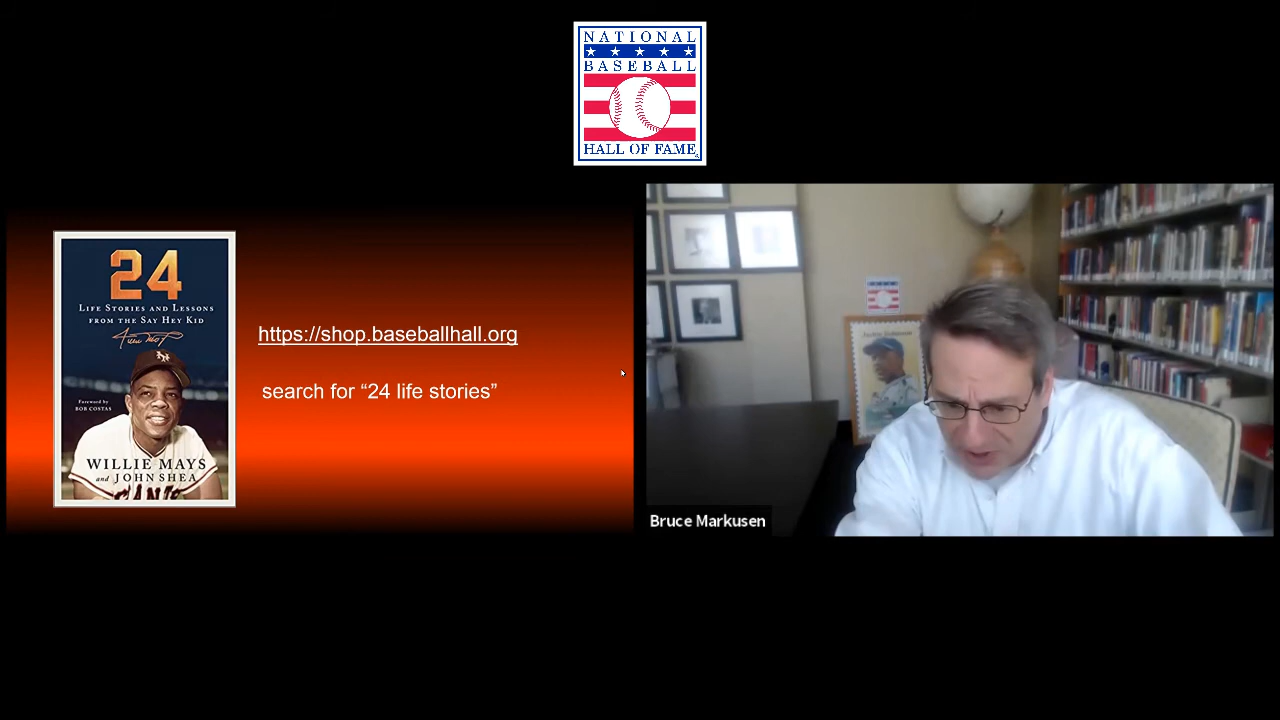 NATIONAL
BASEBALL
HALL OF FAME
24
LIFE STORIES AND LESSONS
FROM THE SAY HEY KID
Foreword by
BOB COSTAS
WILLIE MAYS
and JOHN SHEA
GIANTS
https://shop.baseballhall.org
search for “24 life stories”
Bruce Markusen